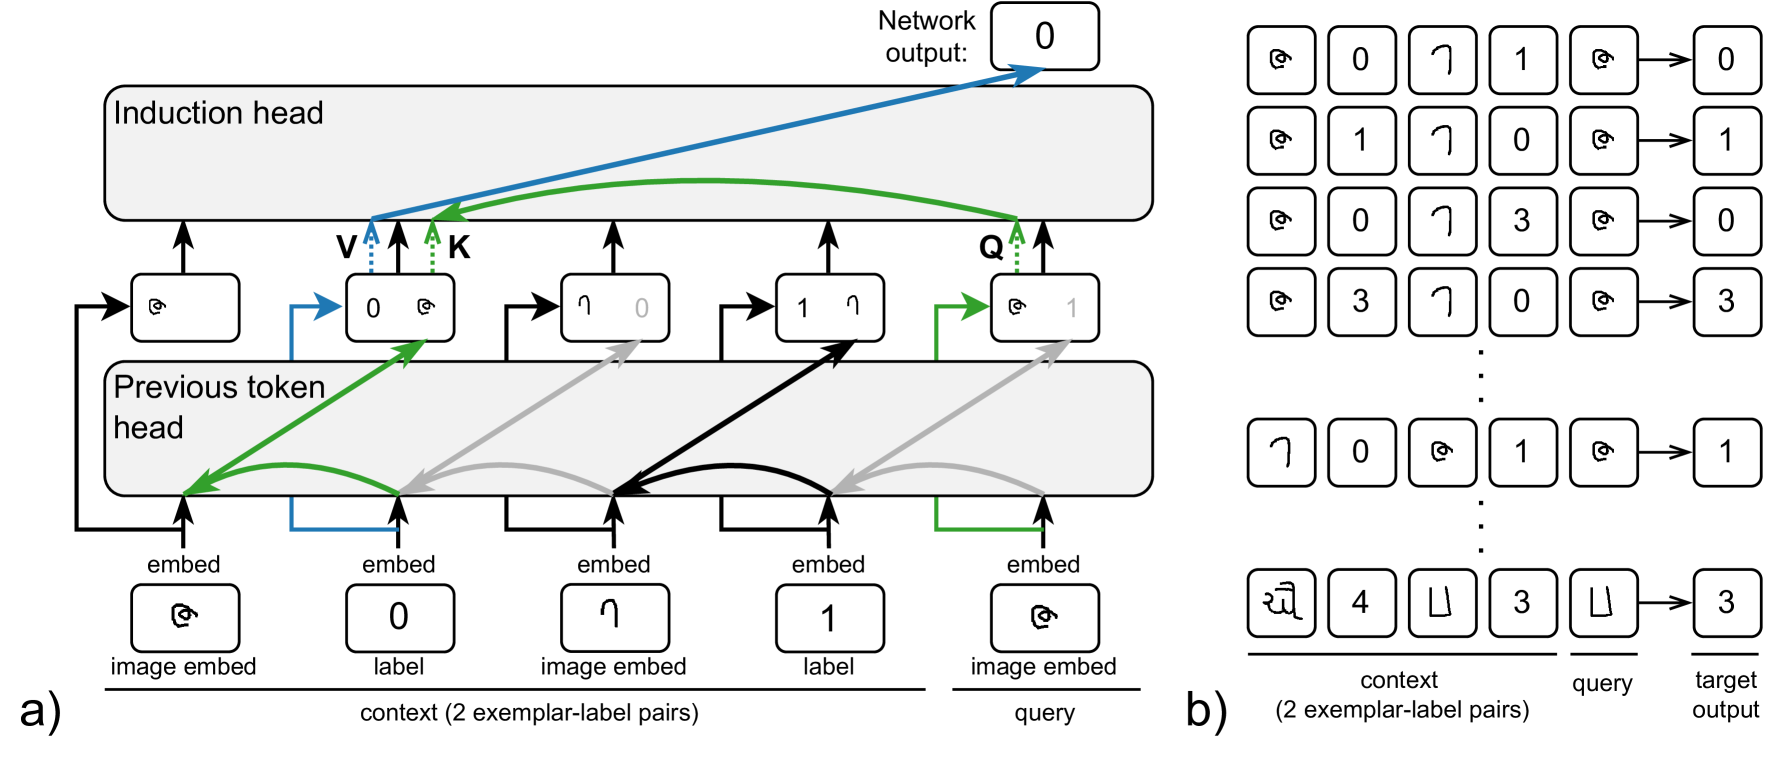 Network
output:
0
Induction head
V
K
Q
0
0
1
1
Previous token
head
embed
embed
embed
embed
embed
0
1
image embed
label
image embed
label
image embed
context (2 exemplar-label pairs)
query
a)
0 1 0
1 0 1
0 3 0
3 0 3
0 1 1
4 3 3
context
(2 exemplar-label pairs)
query
target
output
b)